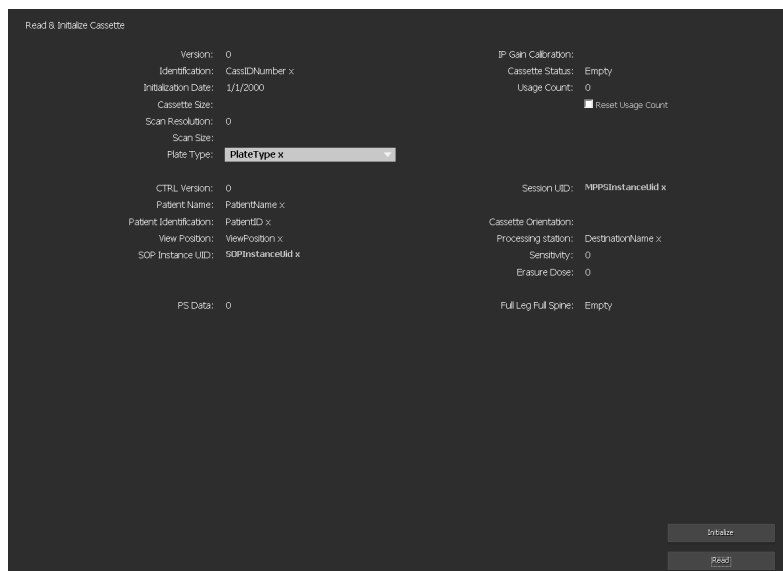 Read & Initialize Cassette
Version: 0
Identification: CassIDNumber x
Initialization Date: 1/1/2000
Cassette Size:
Scan Resolution: 0
Scan Size:
Plate Type: PlateType x
IP Gain Calibration:
Cassette Status: Empty
Usage Count: 0
Reset Usage Count
CTRL Version: 0
Patient Name: PatientName x
Patient Identification: PatientID x
View Position: ViewPosition x
SOP Instance UID: SOPInstanceUid x
Session UID: MPPSInstanceUid x
Cassette Orientation:
Processing station: DestinationName x
Sensitivity: 0
Erasure Dose: 0
PS Data: 0
Full Leg Full Spine: Empty
Initialize
Read